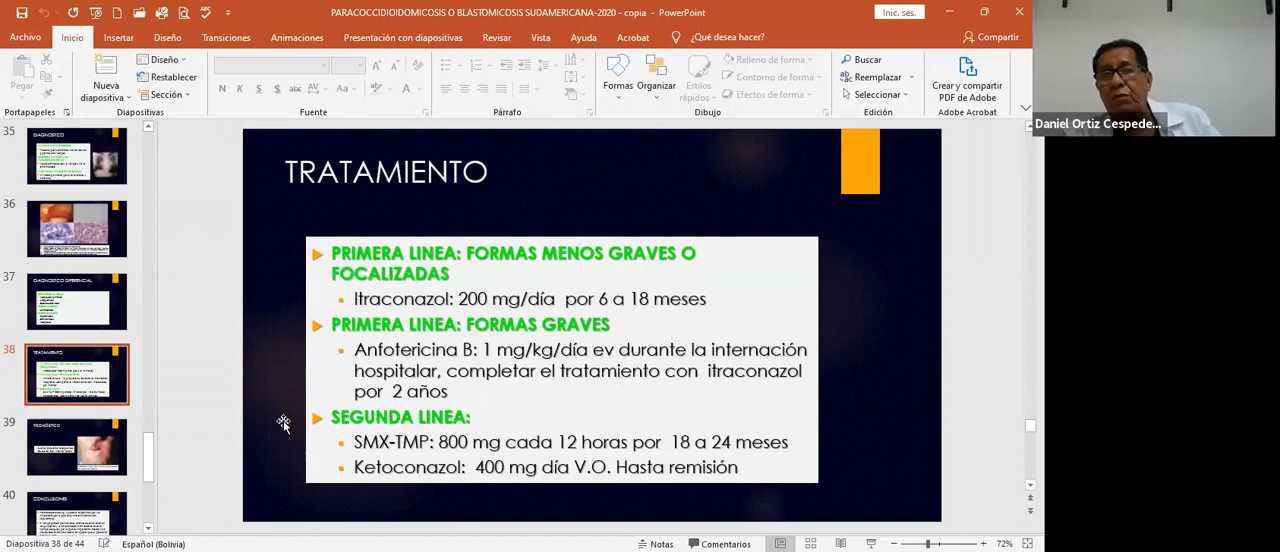 PARACOCCIDIOIDOMICOSIS O BLASTOMICOSIS SUDAMERICANA-2020 - copia – PowerPoint
Inic. ses.
Archivo Inicio Insertar Diseño Transiciones Animaciones Presentación con diapositivas Revisar Vista Ayuda Acrobat ¿Qué desea hacer? Compartir
Pegar
Nueva diapositiva
Diseño
Restablecer
Sección
N K S
Formas
Organizar
Estilos rápidos
Relleno de forma
Contorno de forma
Efectos de forma
Buscar
Reemplazar
Seleccionar
Crear y compartir PDF de Adobe
Portapapeles Diapositivas Fuente Párrafo Dibujo Edición Adobe Acrobat
Daniel Ortiz Cespede...
35
DIAGNOSTICO
36
37
DIAGNOSTICO DIFERENCIAL
38
TRATAMIENTO
39
PRONÓSTICO
40
CONCLUSIONES
TRATAMIENTO
PRIMERA LINEA: FORMAS MENOS GRAVES O
FOCALIZADAS
Itraconazol: 200 mg/día por 6 a 18 meses
PRIMERA LINEA: FORMAS GRAVES
Anfotericina B: 1 mg/kg/día ev durante la internación
hospitalar, completar el tratamiento con itraconazol
por 2 años
SEGUNDA LINEA:
SMX-TMP: 800 mg cada 12 horas por 18 a 24 meses
Ketoconazol: 400 mg día V.O. Hasta remisión
Diapositiva 38 de 44 Español (Bolivia) Notas Comentarios 72%